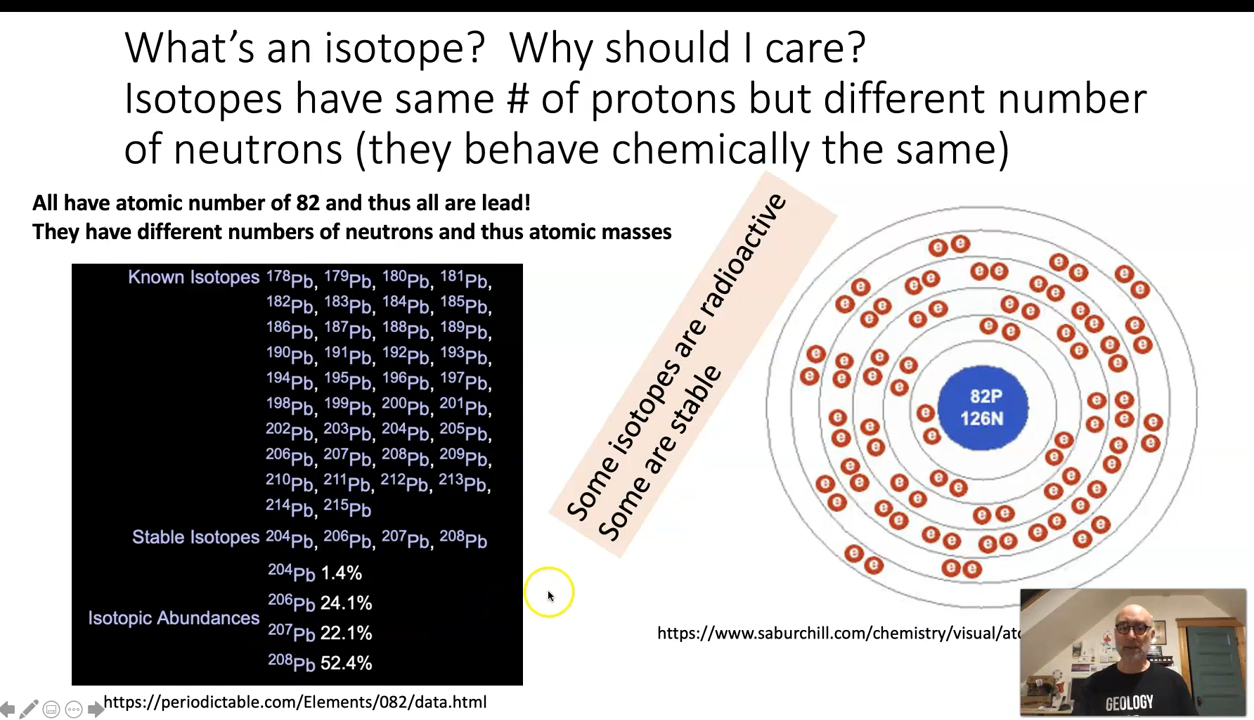 What's an isotope? Why should I care?
Isotopes have same # of protons but different number
of neutrons (they behave chemically the same)
All have atomic number of 82 and thus all are lead!
They have different numbers of neutrons and thus atomic masses
Known Isotopes ¹⁷⁸Pb, ¹⁷⁹Pb, ¹⁸⁰Pb, ¹⁸¹Pb,
¹⁸²Pb, ¹⁸³Pb, ¹⁸⁴Pb, ¹⁸⁵Pb,
¹⁸⁶Pb, ¹⁸⁷Pb, ¹⁸⁸Pb, ¹⁸⁹Pb,
¹⁹⁰Pb, ¹⁹¹Pb, ¹⁹²Pb, ¹⁹³Pb,
¹⁹⁴Pb, ¹⁹⁵Pb, ¹⁹⁶Pb, ¹⁹⁷Pb,
¹⁹⁸Pb, ¹⁹⁹Pb, ²⁰⁰Pb, ²⁰¹Pb,
²⁰²Pb, ²⁰³Pb, ²⁰⁴Pb, ²⁰⁵Pb,
²⁰⁶Pb, ²⁰⁷Pb, ²⁰⁸Pb, ²⁰⁹Pb,
²¹⁰Pb, ²¹¹Pb, ²¹²Pb, ²¹³Pb,
²¹⁴Pb, ²¹⁵Pb
Stable Isotopes ²⁰⁴Pb, ²⁰⁶Pb, ²⁰⁷Pb, ²⁰⁸Pb
Isotopic Abundances
²⁰⁴Pb 1.4%
²⁰⁶Pb 24.1%
²⁰⁷Pb 22.1%
²⁰⁸Pb 52.4%
https://periodictable.com/Elements/082/data.html
Some isotopes are radioactive
Some are stable
82P
126N
e e e e e e e e e e e e e e e e e e e e e e e e e e e e e e e e e e e e e e e e e e e e e e e e e e e e e e e e e e e e e e e e e e e e e e e e e e e e e e e e e e
https://www.saburchill.com/chemistry/visual/ato
GEOLOGY